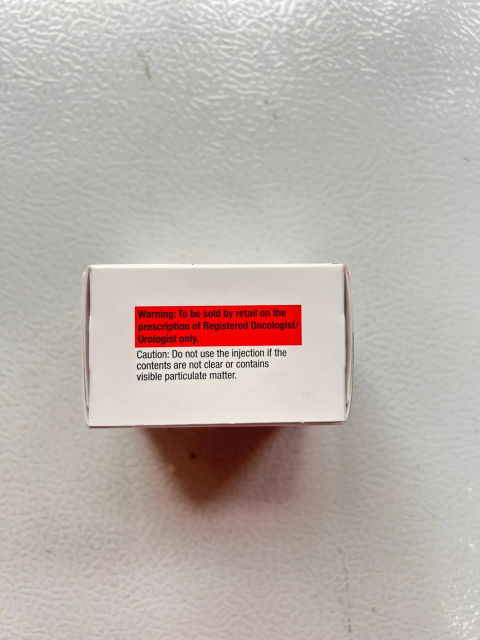 Warning: To be sold by retail on the
prescription of Registered Oncologist/
Urologist only.
Caution: Do not use the injection if the
contents are not clear or contains
visible particulate matter.